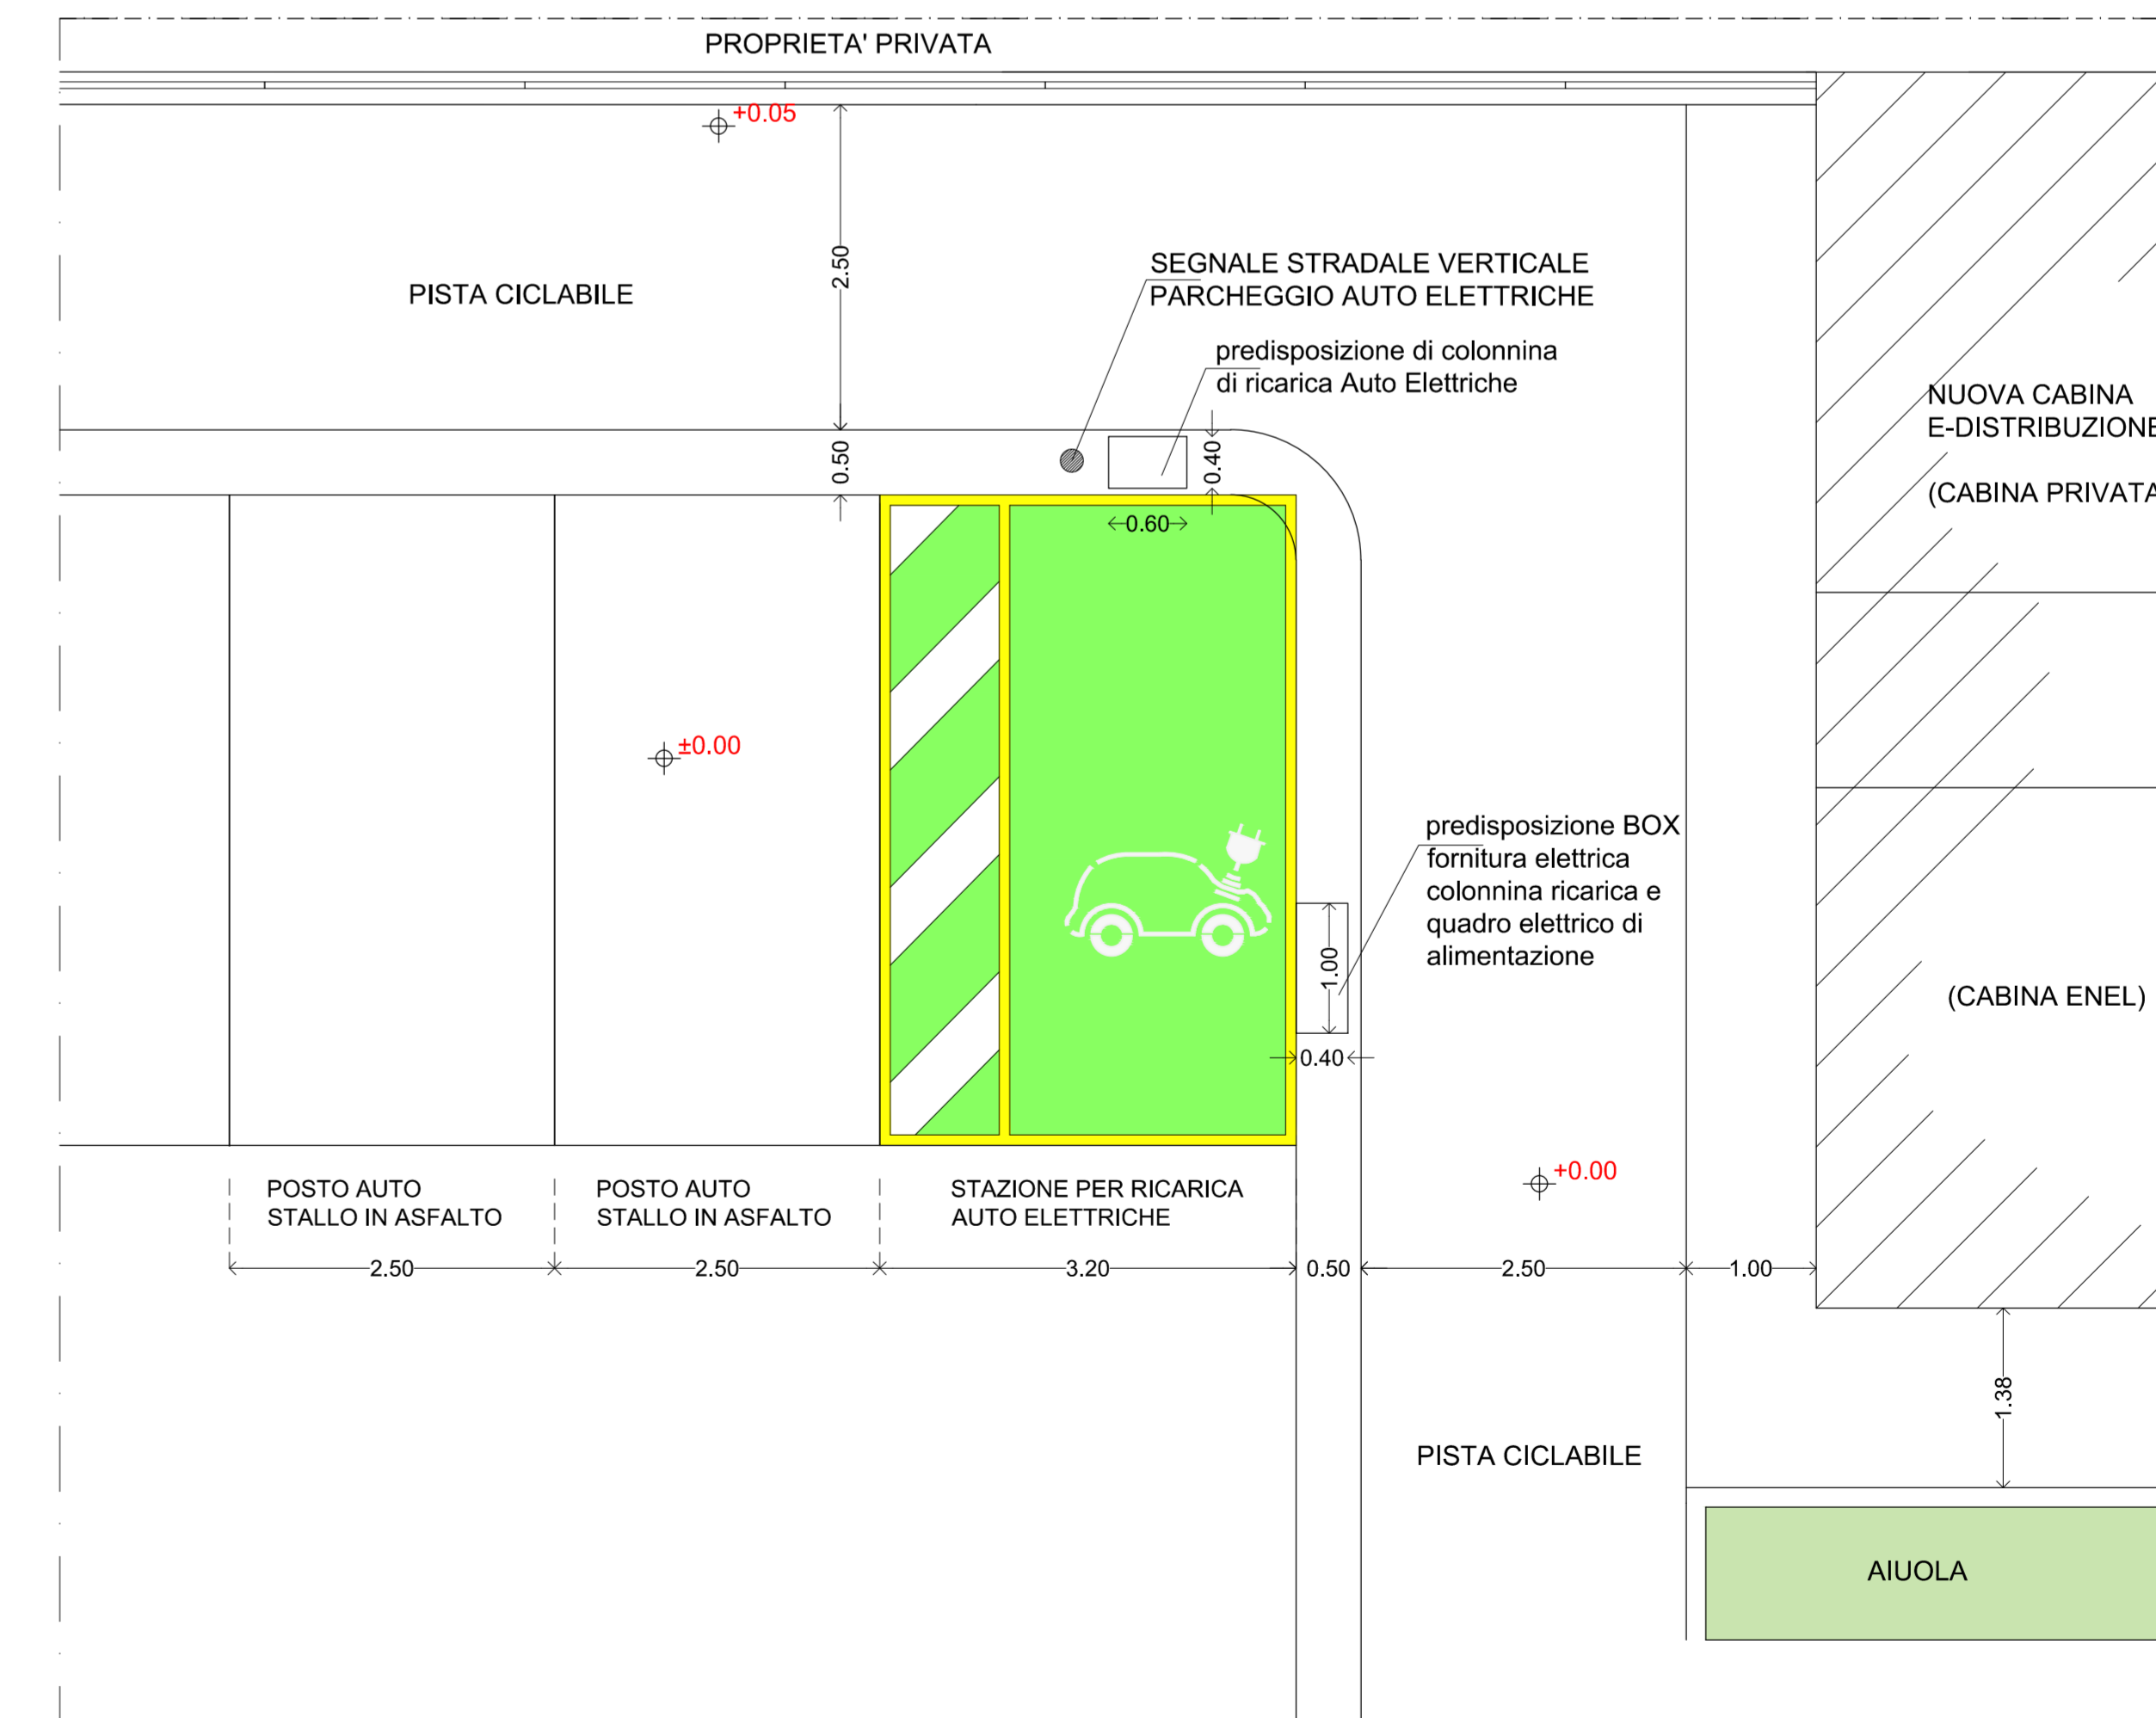 PROPRIETA' PRIVATA
+0.05
2.50
PISTA CICLABILE
SEGNALE STRADALE VERTICALE
PARCHEGGIO AUTO ELETTRICHE
predisposizione di colonnina
di ricarica Auto Elettriche
NUOVA CABINA
E-DISTRIBUZIONE
(CABINA PRIVATA
0.50
0.40
0.60
±0.00
predisposizione BOX
fornitura elettrica
colonnina ricarica e
quadro elettrico di
alimentazione
1.00
0.40
(CABINA ENEL)
POSTO AUTO
STALLO IN ASFALTO
POSTO AUTO
STALLO IN ASFALTO
STAZIONE PER RICARICA
AUTO ELETTRICHE
+0.00
2.50
2.50
3.20
0.50
2.50
1.00
1.38
PISTA CICLABILE
AIUOLA